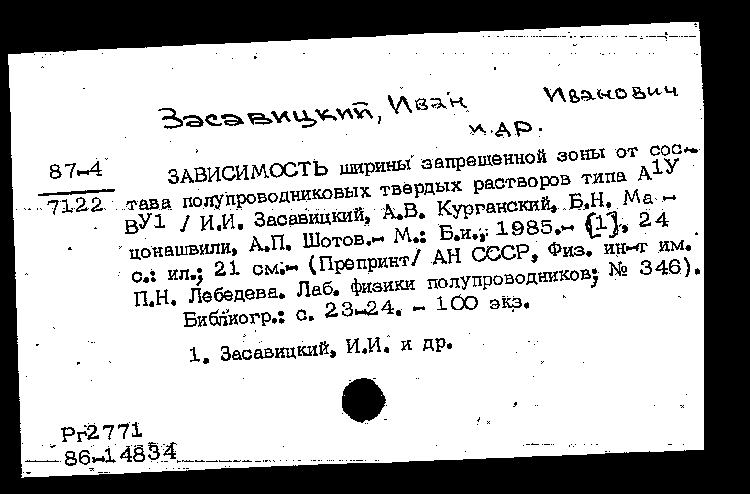 Засавицкий, Иван Иванович
и др.
87-4
7122
ЗАВИСИМОСТЬ ширины запрещенной зоны от сос-
тава полупроводниковых твердых растворов типа А1У
ВУ1 / И.И. Засавицкий, А.В. Курганский, Б.Н. Ма-
цонашвили, А.П. Шотов.- М.: Б.и., 1985.- [1], 24
с.: ил.; 21 см.- (Препринт/ АН СССР, Физ. ин-т им.
П.Н. Лебедева. Лаб. физики полупроводников; № 346).
Библиогр.: с. 23-24. - 100 экз.
1. Засавицкий, И.И. и др.
Рг2771
86-14834